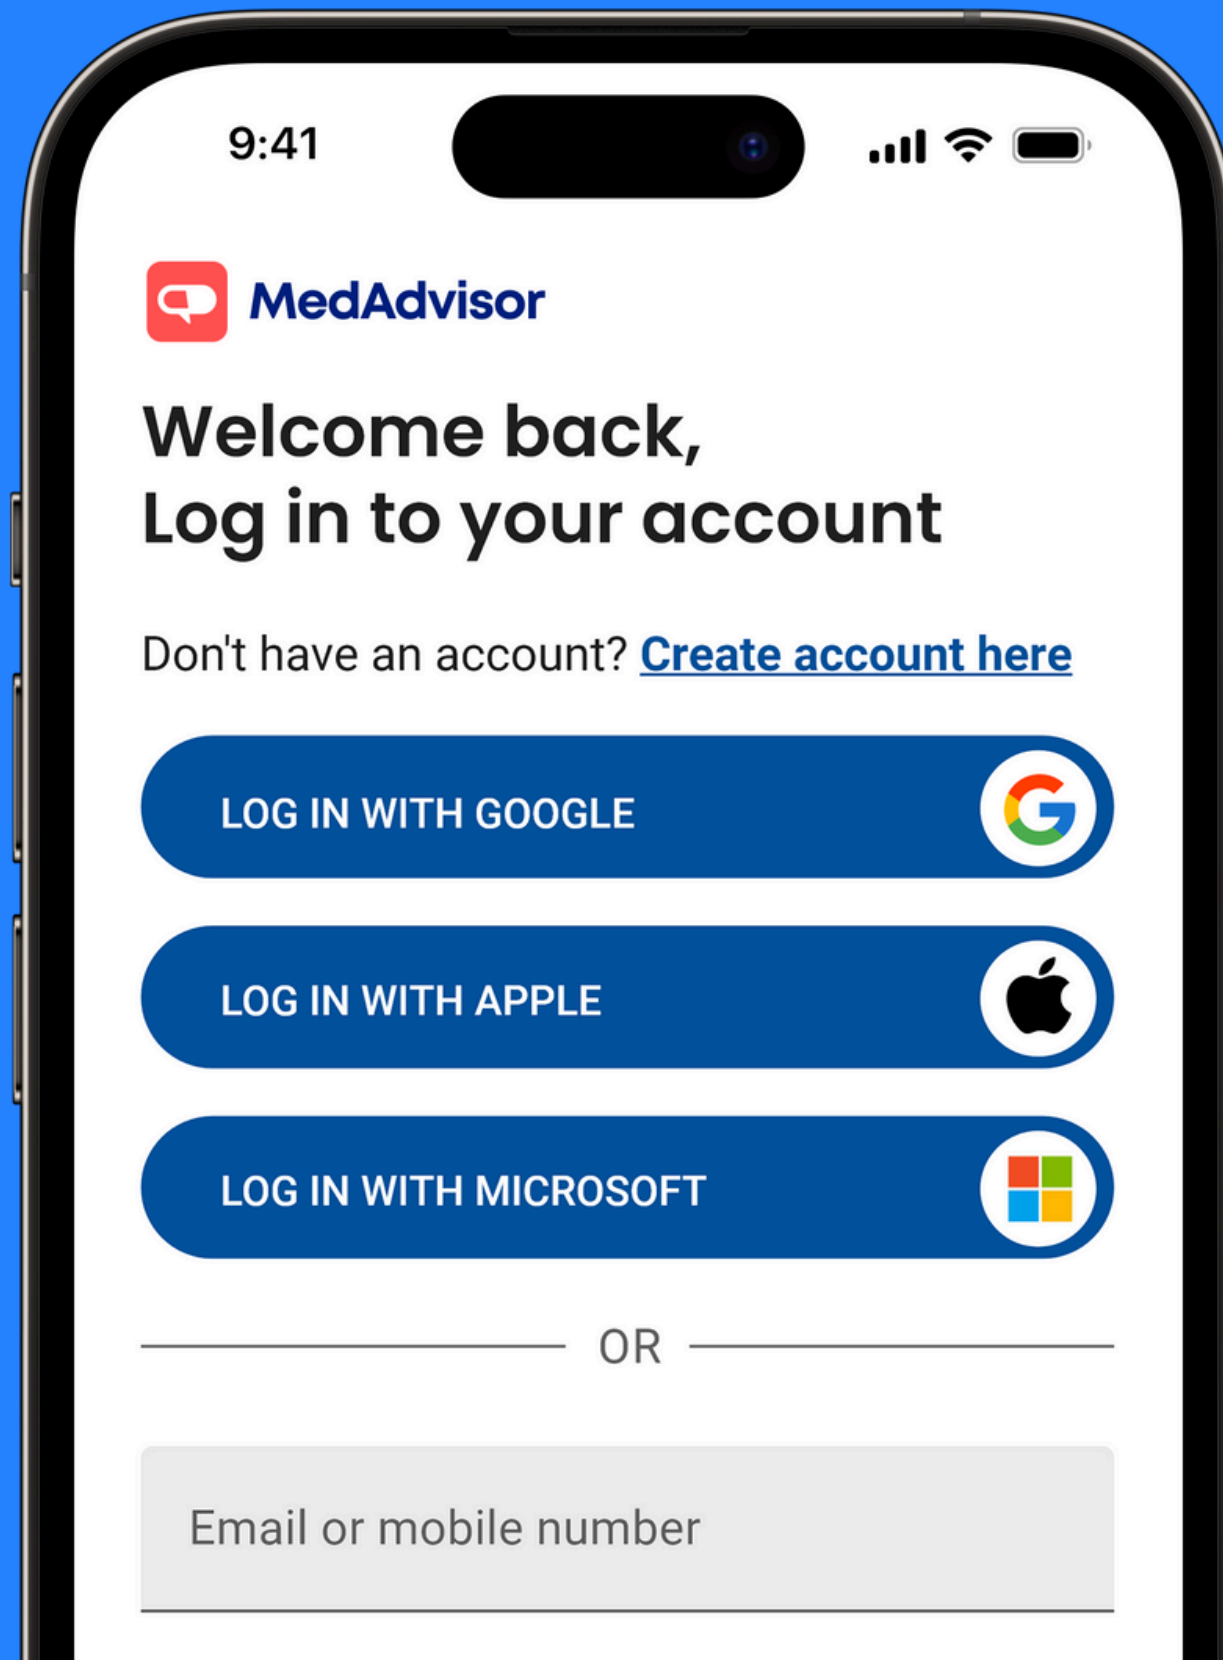 9:41
MedAdvisor
Welcome back,
Log in to your account
Don't have an account? Create account here
LOG IN WITH GOOGLE
LOG IN WITH APPLE
LOG IN WITH MICROSOFT
OR
Email or mobile number